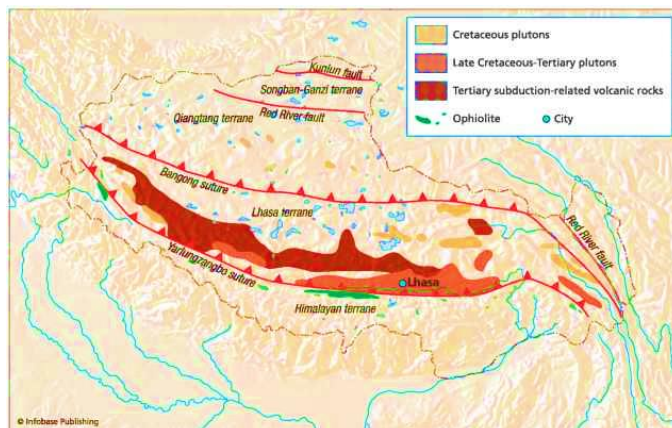 Cretaceous plutons
Late Cretaceous-Tertiary plutons
Tertiary subduction-related volcanic rocks
Ophiolite
City
Kunlun fault
Songban-Ganzi terrane
Red River fault
Qiangtang terrane
Bangong suture
Lhasa terrane
Red River fault
Yarlungzangbo suture
Lhasa
Himalayan terrane
© Infobase Publishing